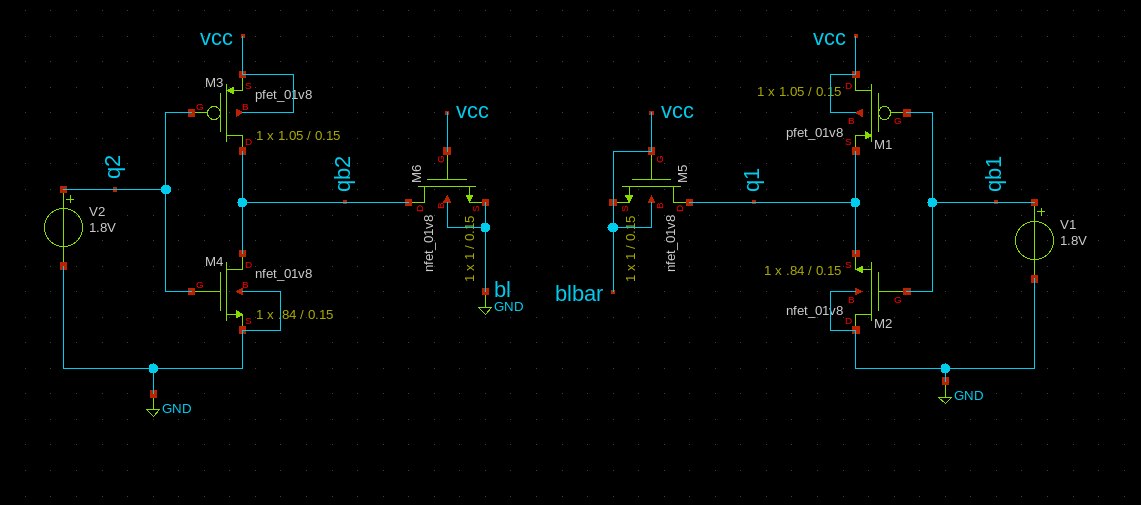 vcc
M3
S
pfet_01v8
G
B
1 x 1.05 / 0.15
D
q2
V2
1.8V
+
qb2
M4
D
nfet_01v8
G
B
1 x .84 / 0.15
S
GND
vcc
M6
G
D
B
S
nfet_01v8
1 x 1 / 0.15
bl
GND
vcc
M5
G
S
B
D
1 x 1 / 0.15
nfet_01v8
blbar
q1
vcc
1 x 1.05 / 0.15
D
B
G
pfet_01v8
S
M1
qb1
+
V1
1.8V
1 x .84 / 0.15
S
B
G
nfet_01v8
D
M2
GND